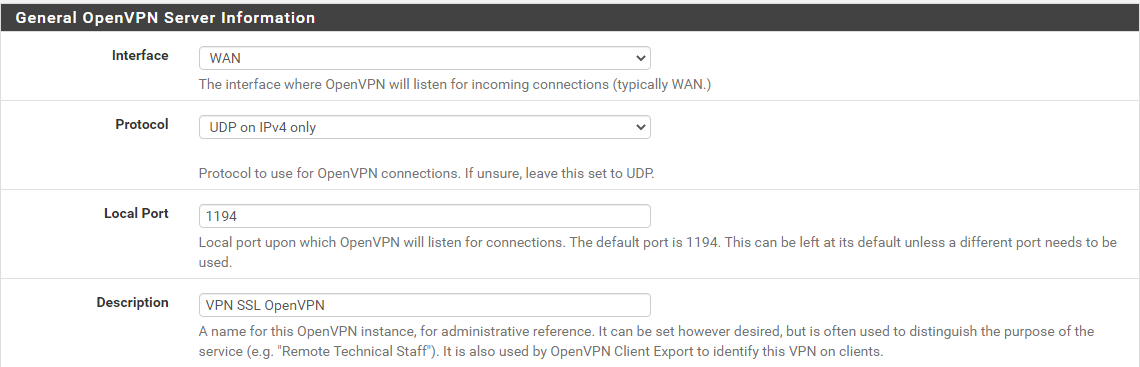 General OpenVPN Server Information
Interface
WAN
The interface where OpenVPN will listen for incoming connections (typically WAN.)
Protocol
UDP on IPv4 only
Protocol to use for OpenVPN connections. If unsure, leave this set to UDP.
Local Port
1194
Local port upon which OpenVPN will listen for connections. The default port is 1194. This can be left at its default unless a different port needs to be
used.
Description
VPN SSL OpenVPN
A name for this OpenVPN instance, for administrative reference. It can be set however desired, but is often used to distinguish the purpose of the
service (e.g. "Remote Technical Staff"). It is also used by OpenVPN Client Export to identify this VPN on clients.